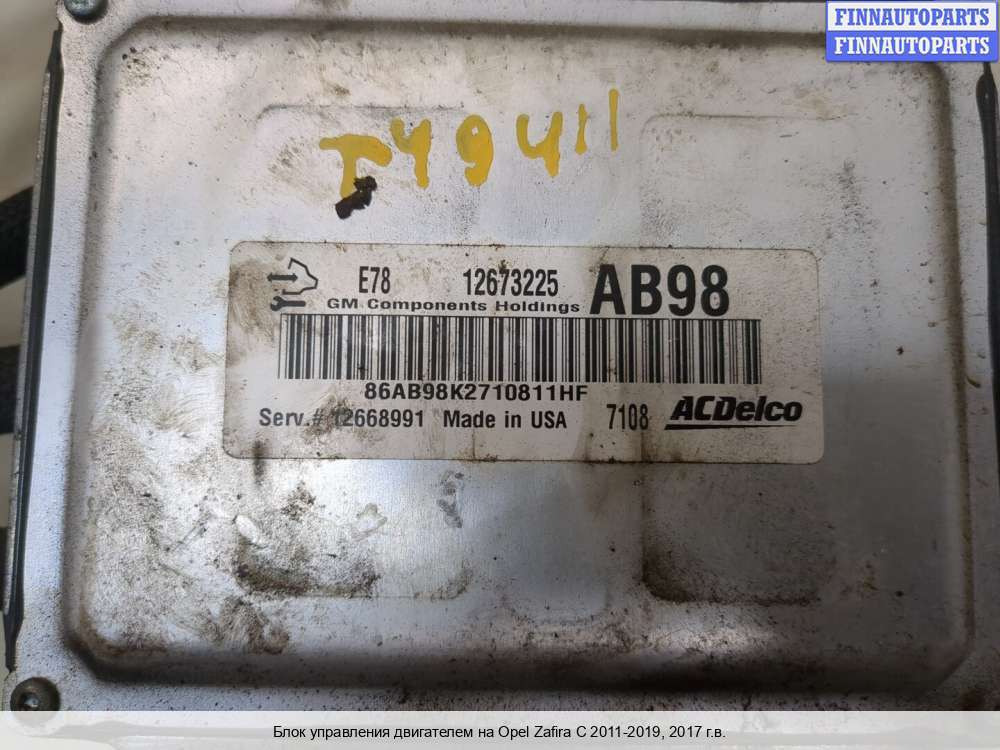 FINNAUTOPARTS
FINNAUTOPARTS
T49411
E78 12673225 AB98
GM Components Holdings
86AB98K2710811HF
Serv.# 12668991 Made in USA 7108 ACDelco
Блок управления двигателем на Opel Zafira C 2011-2019, 2017 г.в.